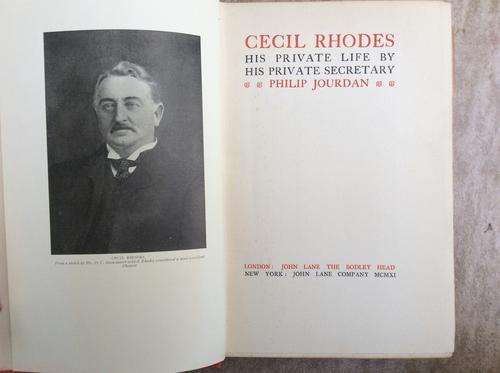 CECIL RHODES
CECIL RHODES
HIS PRIVATE LIFE BY
HIS PRIVATE SECRETARY
PHILIP JOURDAN
LONDON: JOHN LANE THE BODLEY HEAD
NEW YORK: JOHN LANE COMPANY MCMXI